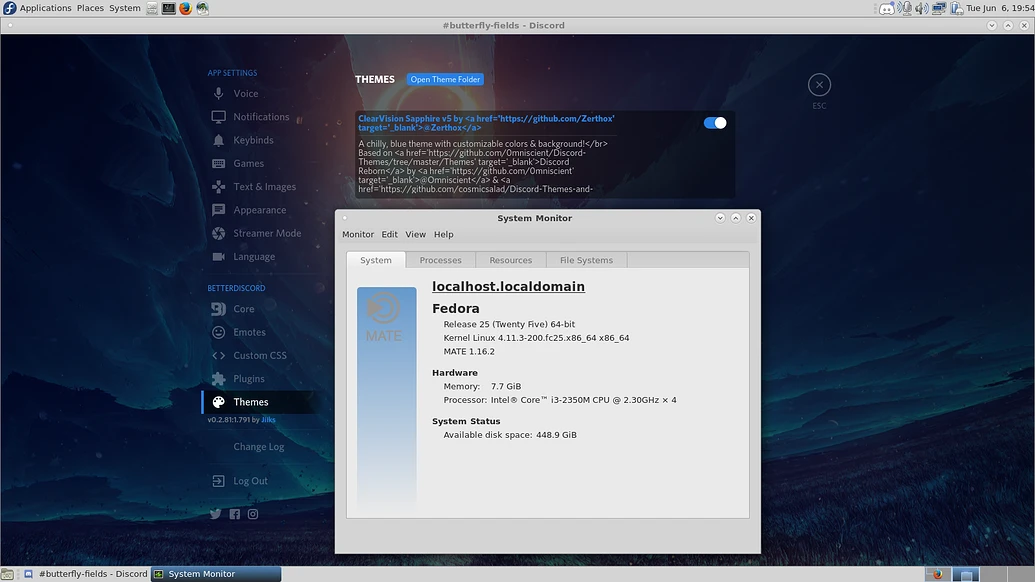 Applications Places System
Tue Jun 6, 19:54
#butterfly-fields - Discord
APP SETTINGS
Voice
Notifications
Keybinds
Games
Text & Images
Appearance
Streamer Mode
Language
BETTERDISCORD
Core
Emotes
Custom CSS
Plugins
Themes
v0.2.81:1.791 by Jiiks
Change Log
Log Out
THEMES
Open Theme Folder
ESC
ClearVision Sapphire v5 by <a href='https://github.com/Zerthox'
target='_blank'>@Zerthox</a>
A chilly, blue theme with customizable colors & background!</br>
Based on <a href='https://github.com/0mniscient/Discord-
Themes/tree/master/Themes' target='_blank'>Discord
Reborn</a> by <a href='https://github.com/0mniscient'
target='_blank'>@Omniscient</a> & <a
href='https://github.com/cosmicsalad/Discord-Themes-and-
System Monitor
Monitor Edit View Help
System Processes Resources File Systems
MATE
localhost.localdomain
Fedora
Release 25 (Twenty Five) 64-bit
Kernel Linux 4.11.3-200.fc25.x86_64 x86_64
MATE 1.16.2
Hardware
Memory: 7.7 GiB
Processor: Intel® Core™ i3-2350M CPU @ 2.30GHz × 4
System Status
Available disk space: 448.9 GiB
#butterfly-fields - Discord
System Monitor